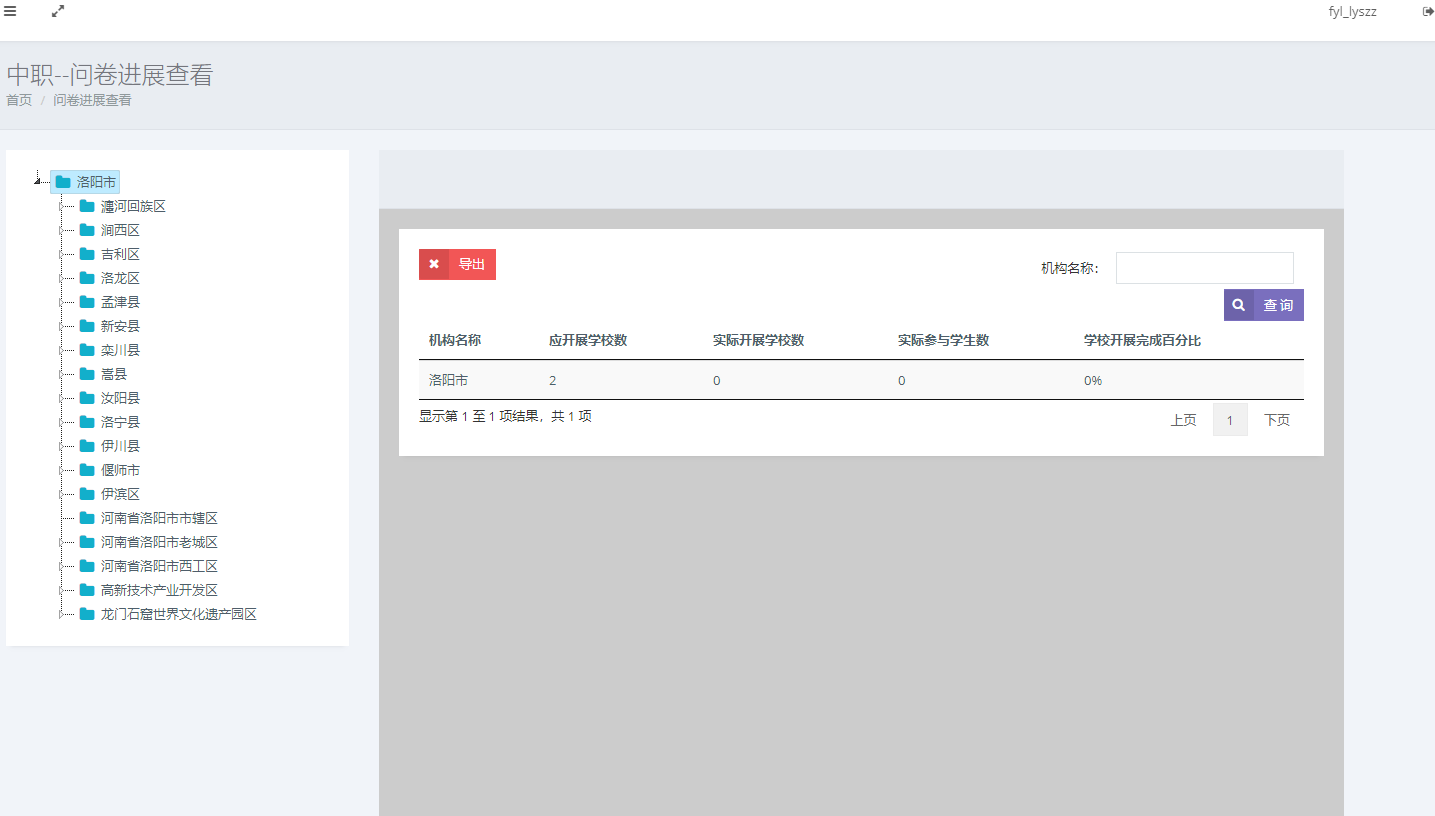 fyl_lyszz
中职--问卷进展查看
首页 / 问卷进展查看
洛阳市
瀍河回族区
涧西区
吉利区
洛龙区
孟津县
新安县
栾川县
嵩县
汝阳县
洛宁县
伊川县
偃师市
伊滨区
河南省洛阳市市辖区
河南省洛阳市老城区
河南省洛阳市西工区
高新技术产业开发区
龙门石窟世界文化遗产园区
导出
机构名称：
查 询
机构名称 应开展学校数 实际开展学校数 实际参与学生数 学校开展完成百分比
洛阳市 2 0 0 0%
显示第 1 至 1 项结果，共 1 项
上页 1 下页